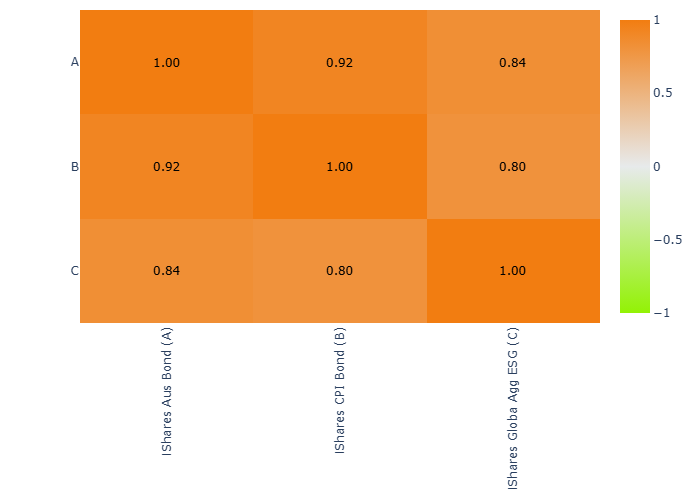 A 1.00 0.92 0.84
B 0.92 1.00 0.80
C 0.84 0.80 1.00
IShares Aus Bond (A)
IShares CPI Bond (B)
IShares Globa Agg ESG (C)
1
0.5
0
−0.5
−1